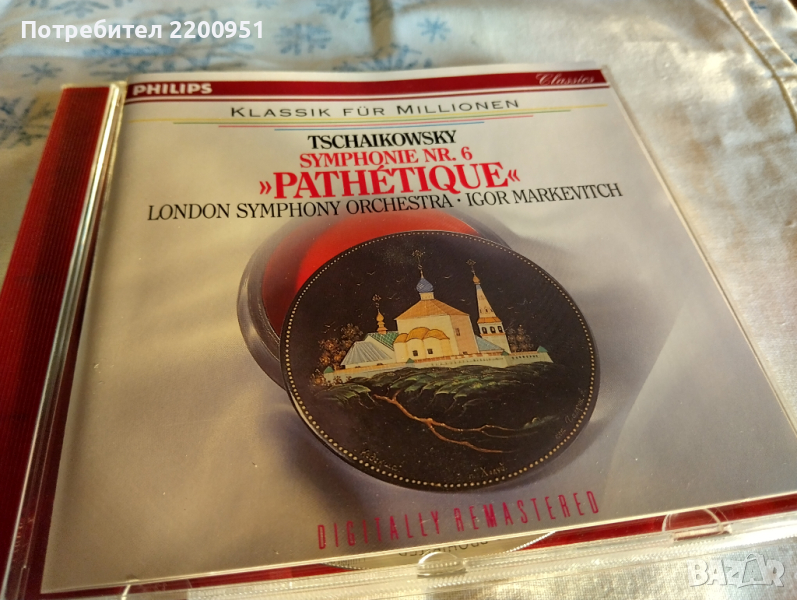 Потребител 2200951
PHILIPS
Classics
KLASSIK FÜR MILLIONEN
TSCHAIKOWSKY
SYMPHONIE NR. 6
»PATHÉTIQUE«
LONDON SYMPHONY ORCHESTRA · IGOR MARKEVITCH
DIGITALLY REMASTERED
BAZAR